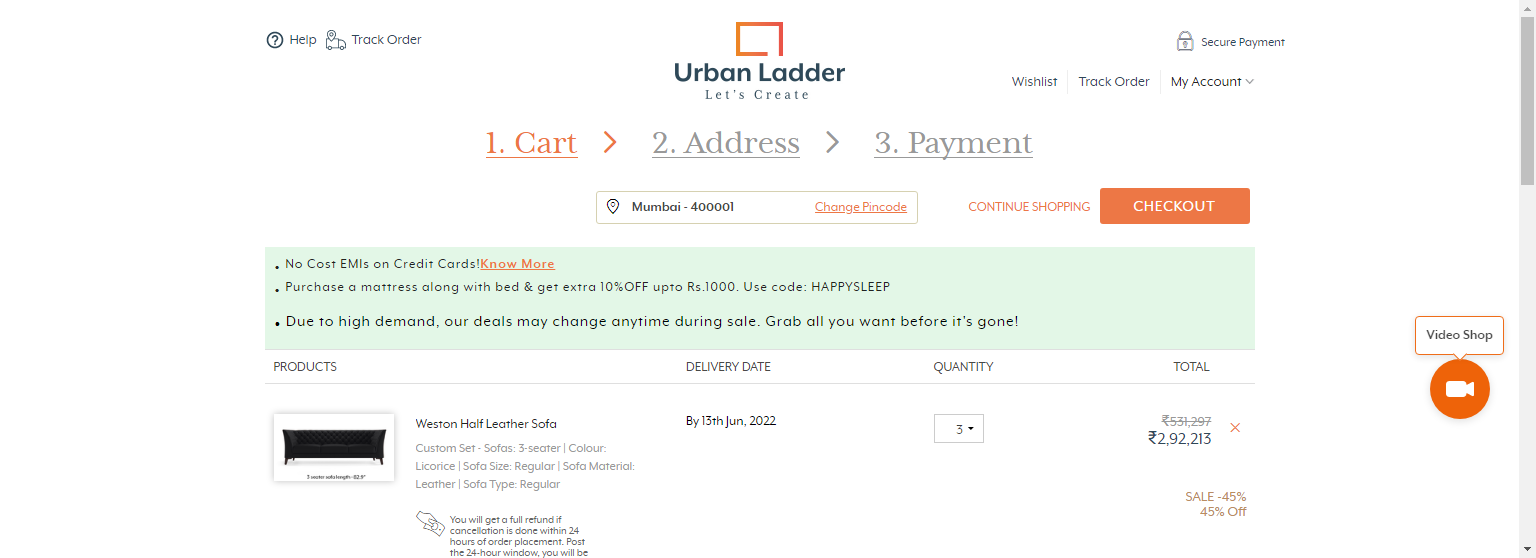 Help Track Order
Secure Payment
Urban Ladder
Let's Create
Wishlist Track Order My Account
1. Cart 2. Address 3. Payment
Mumbai - 400001 Change Pincode
CONTINUE SHOPPING CHECKOUT
• No Cost EMIs on Credit Cards!Know More
• Purchase a mattress along with bed & get extra 10%OFF upto Rs.1000. Use code: HAPPYSLEEP
• Due to high demand, our deals may change anytime during sale. Grab all you want before it's gone!
Video Shop
PRODUCTS DELIVERY DATE QUANTITY TOTAL
Weston Half Leather Sofa
Custom Set - Sofas: 3-seater | Colour:
Licorice | Sofa Size: Regular | Sofa Material:
Leather | Sofa Type: Regular
3 seater sofa length - 82.9"
By 13th Jun, 2022
3
₹531,297
₹2,92,213
SALE -45%
45% Off
You will get a full refund if
cancellation is done within 24
hours of order placement. Post
the 24-hour window, you will be